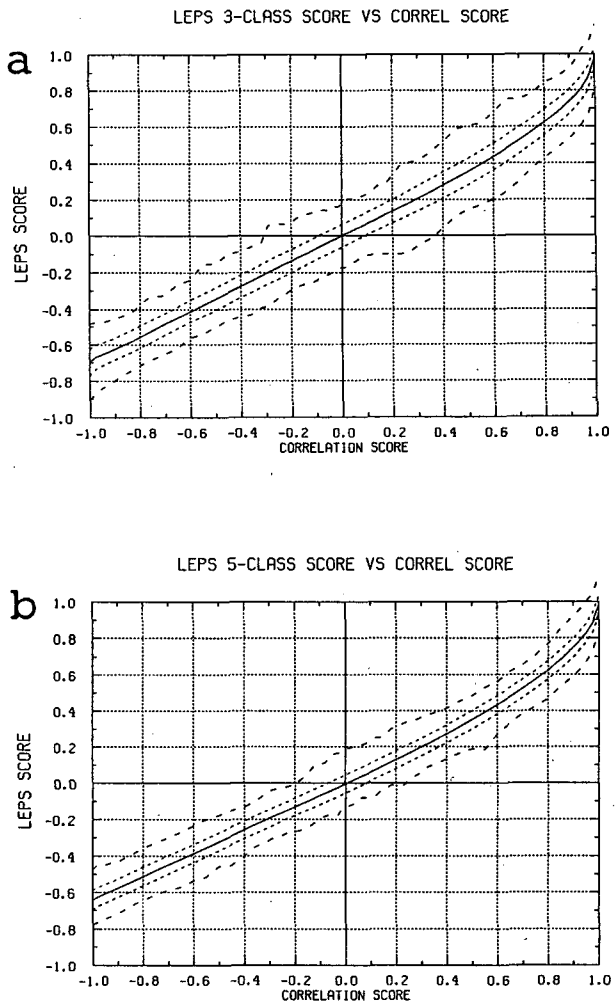 LEPS 3-CLASS SCORE VS CORREL SCORE
a
1.0
0.8
0.6
0.4
0.2
0.0
-0.2
-0.4
-0.6
-0.8
-1.0
LEPS SCORE
-1.0 -0.8 -0.6 -0.4 -0.2 0.0 0.2 0.4 0.6 0.8 1.0
CORRELATION SCORE
LEPS 5-CLASS SCORE VS CORREL SCORE
b
1.0
0.8
0.6
0.4
0.2
0.0
-0.2
-0.4
-0.6
-0.8
-1.0
LEPS SCORE
-1.0 -0.8 -0.6 -0.4 -0.2 0.0 0.2 0.4 0.6 0.8 1.0
CORRELATION SCORE